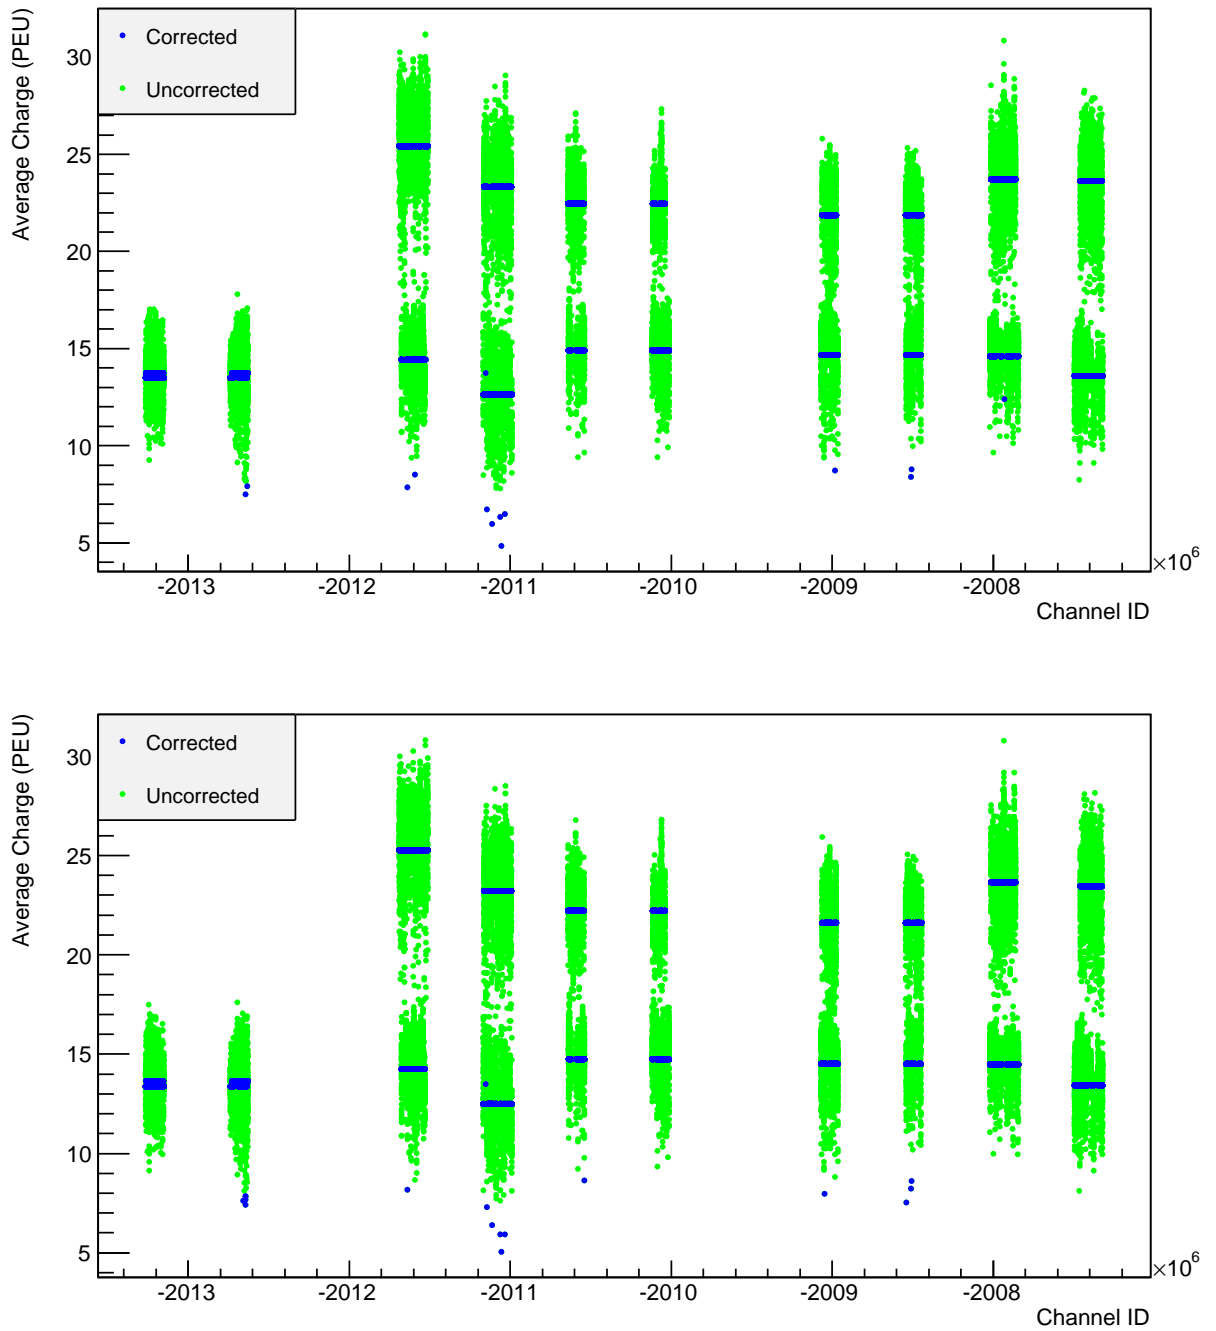 Average Charge (PEU)
Corrected
Uncorrected
30
25
20
15
10
5
-2013 -2012 -2011 -2010 -2009 -2008
×10⁶
Channel ID
Average Charge (PEU)
Corrected
Uncorrected
30
25
20
15
10
5
-2013 -2012 -2011 -2010 -2009 -2008
×10⁶
Channel ID